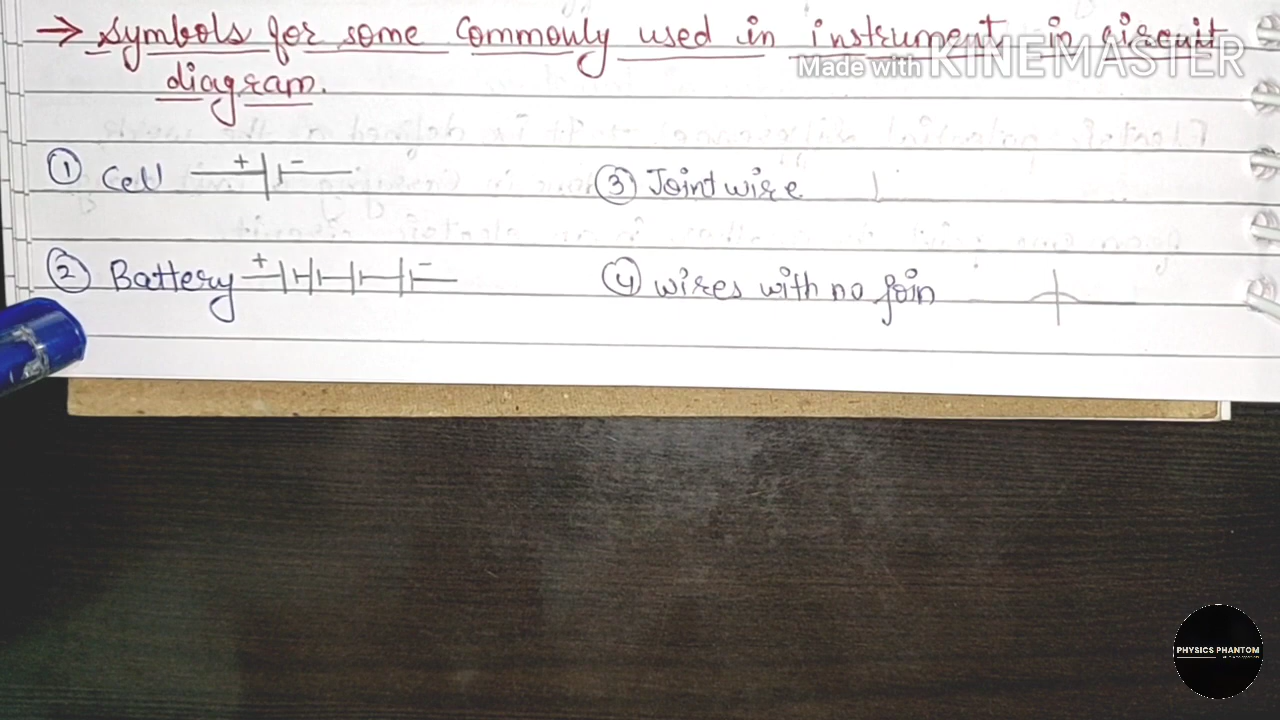 → Symbols for some Commonly used in instrument in circuit
diagram.
Made with KINEMASTER
① Cell + -
② Battery + -
③ Joint wire
④ wires with no join
PHYSICS PHANTOM